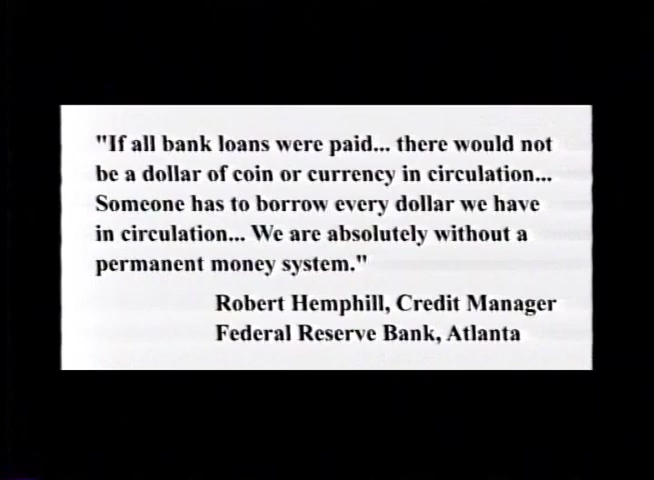 "If all bank loans were paid... there would not
be a dollar of coin or currency in circulation...
Someone has to borrow every dollar we have
in circulation... We are absolutely without a
permanent money system."
Robert Hemphill, Credit Manager
Federal Reserve Bank, Atlanta